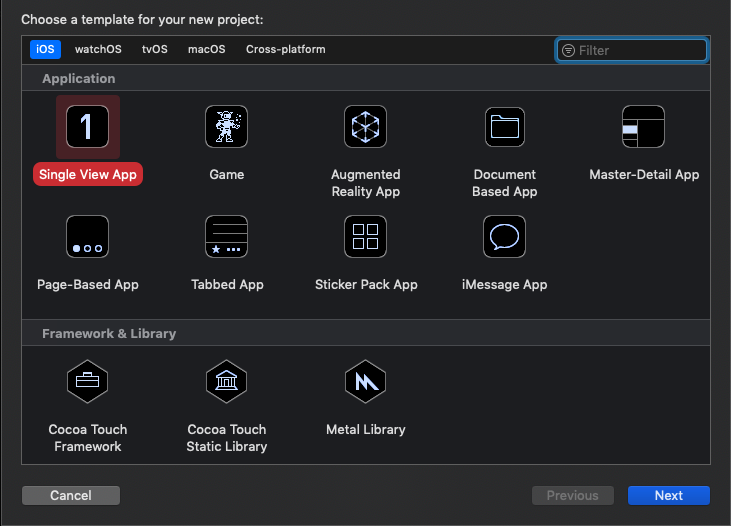 Choose a template for your new project:
iOS watchOS tvOS macOS Cross-platform Filter
Application
1
Single View App Game Augmented Reality App Document Based App Master-Detail App
Page-Based App Tabbed App Sticker Pack App iMessage App
Framework & Library
Cocoa Touch Framework Cocoa Touch Static Library Metal Library
Cancel Previous Next